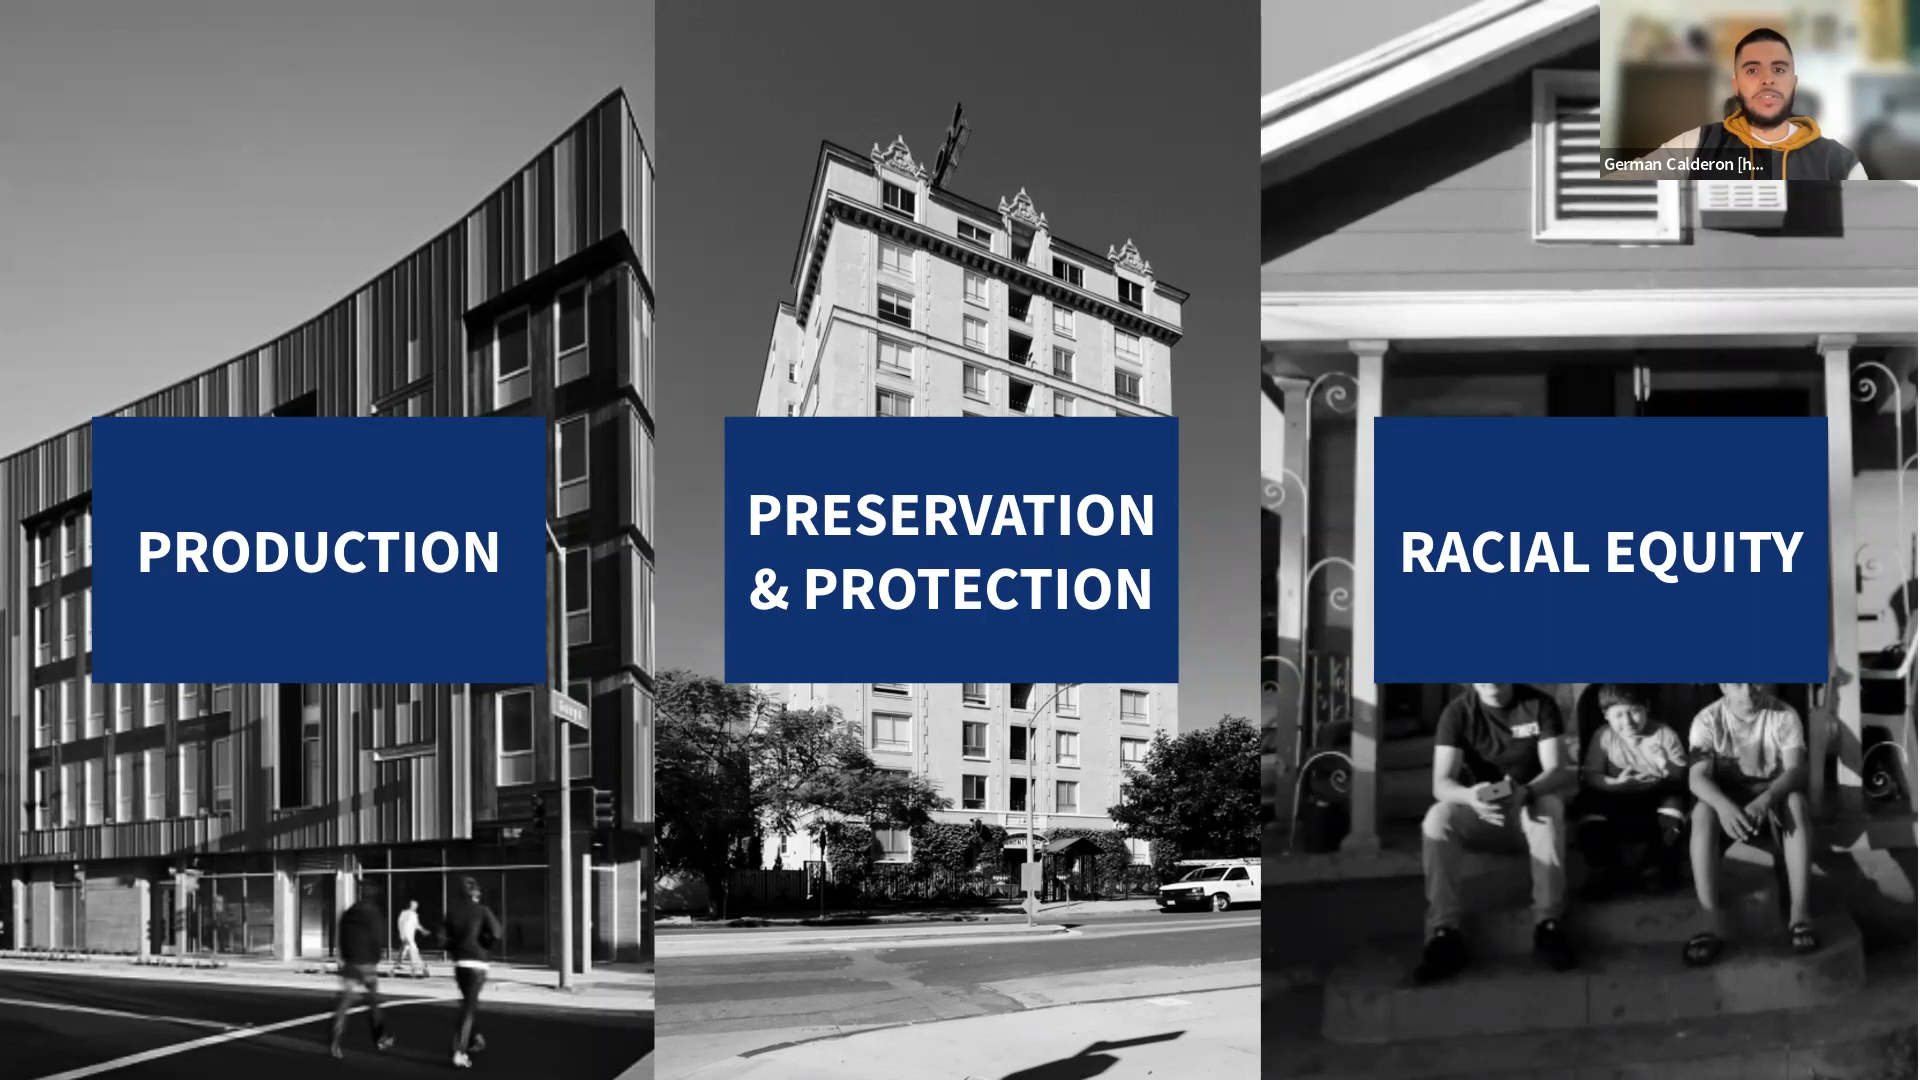 German Calderon [h...
PRODUCTION
PRESERVATION
& PROTECTION
RACIAL EQUITY